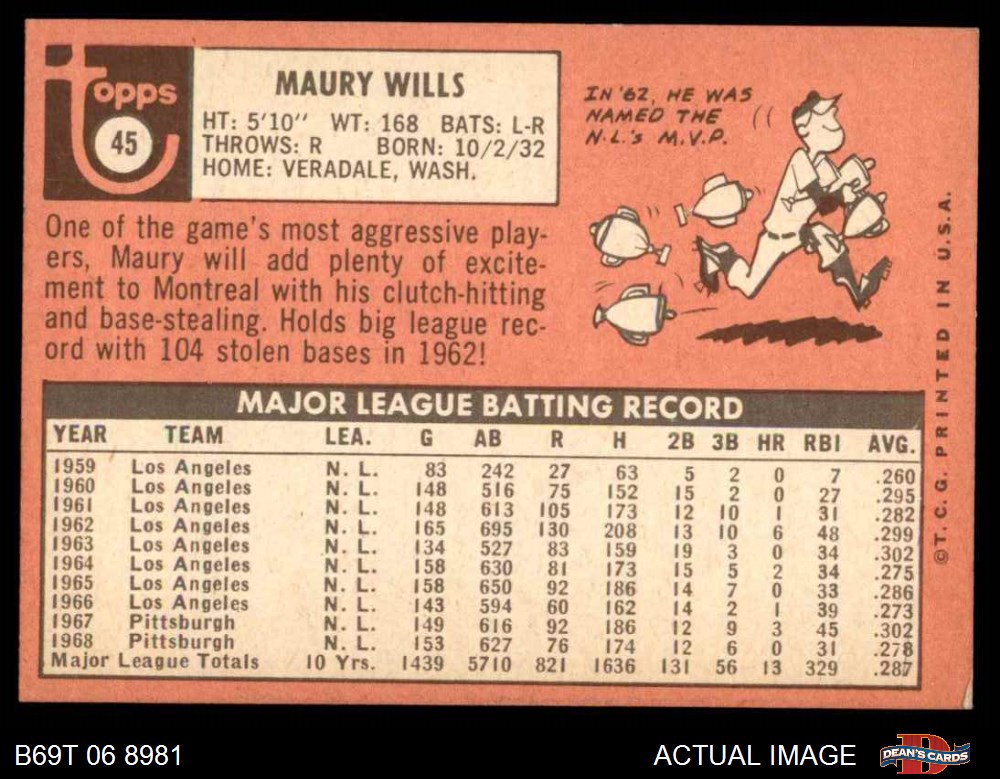 topps
45
MAURY WILLS
HT: 5'10" WT: 168 BATS: L-R
THROWS: R BORN: 10/2/32
HOME: VERADALE, WASH.
IN '62, HE WAS
NAMED THE
N.L.'s M.V.P.
One of the game's most aggressive play-
ers, Maury will add plenty of excite-
ment to Montreal with his clutch-hitting
and base-stealing. Holds big league rec-
ord with 104 stolen bases in 1962!
MAJOR LEAGUE BATTING RECORD
YEAR TEAM LEA. G AB R H 2B 3B HR RBI AVG.
1959 Los Angeles N. L. 83 242 27 63 5 2 0 7 .260
1960 Los Angeles N. L. 148 516 75 152 15 2 0 27 .295
1961 Los Angeles N. L. 148 613 105 173 12 10 1 31 .282
1962 Los Angeles N. L. 165 695 130 208 13 10 6 48 .299
1963 Los Angeles N. L. 134 527 83 159 19 3 0 34 .302
1964 Los Angeles N. L. 158 630 81 173 15 5 2 34 .275
1965 Los Angeles N. L. 158 650 92 186 14 7 0 33 .286
1966 Los Angeles N. L. 143 594 60 162 14 2 1 39 .273
1967 Pittsburgh N. L. 149 616 92 186 12 9 3 45 .302
1968 Pittsburgh N. L. 153 627 76 174 12 6 0 31 .278
Major League Totals 10 Yrs. 1439 5710 821 1636 131 56 13 329 .287
©T. C. G. PRINTED IN U.S.A.
B69T 06 8981
ACTUAL IMAGE
DEAN'S CARDS